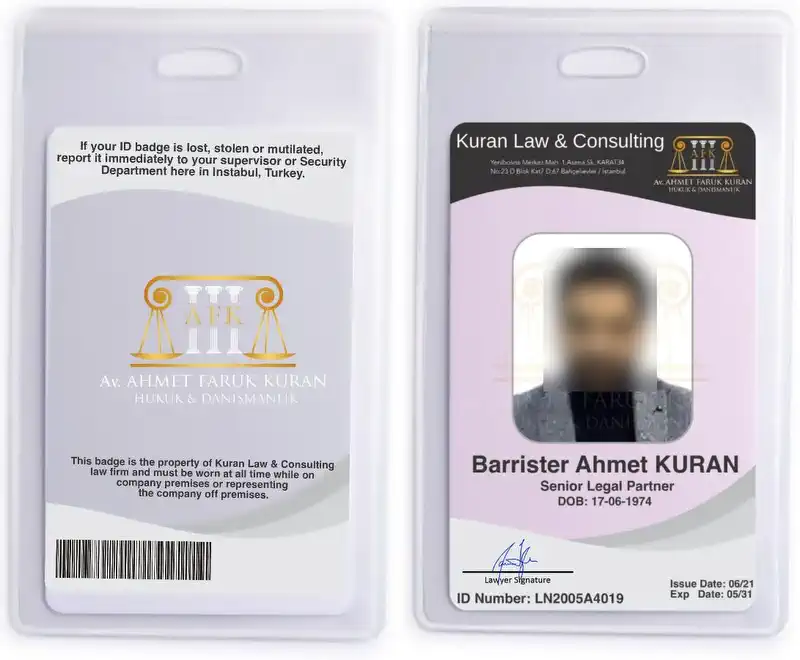 If your ID badge is lost, stolen or mutilated,
report it immediately to your supervisor or Security
Department here in Instabul, Turkey.
AFK
Av. AHMET FARUK KURAN
HUKUK & DANISMANLIK
This badge is the property of Kuran Law & Consulting
law firm and must be worn at all time while on
company premises or representing
the company off premises.
Kuran Law & Consulting
Yenibosna Merkez Mah. 1.Asena Sk. KARAT34
No:23 D Blok Kat7 D:67 Bahçelievler / İstanbul
AFK
Av. AHMET FARUK KURAN
HUKUK & DANISMANLIK
Barrister Ahmet KURAN
Senior Legal Partner
DOB: 17-06-1974
Lawyer Signature
ID Number: LN2005A4019
Issue Date: 06/21
Exp Date: 05/31